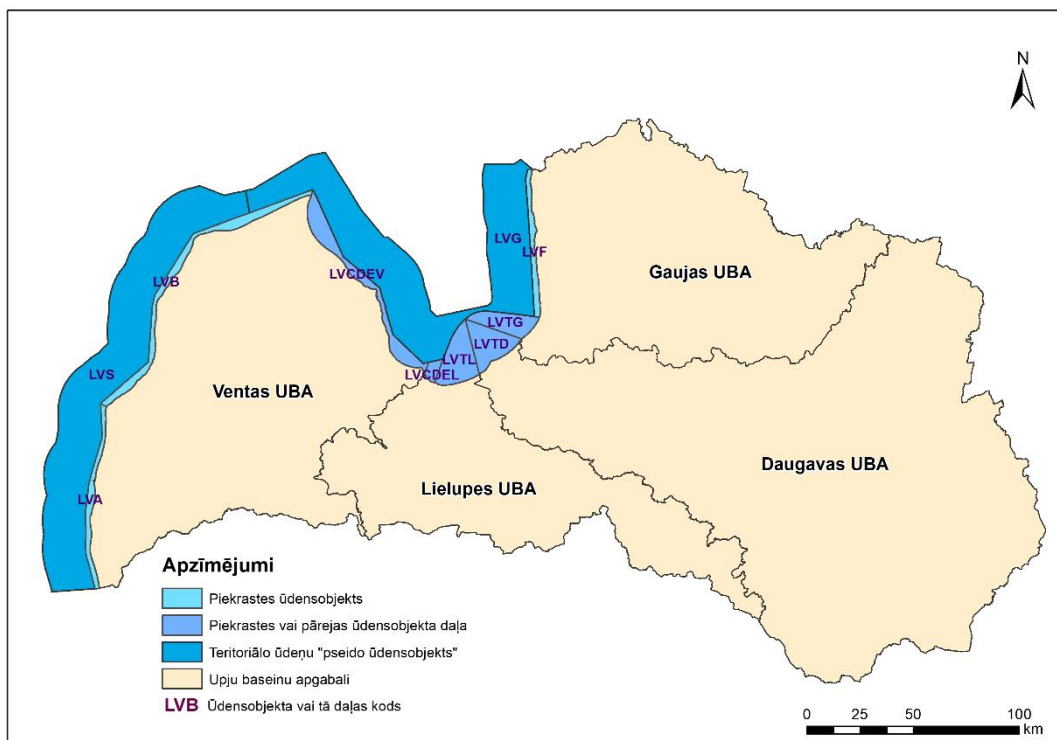 N
LVG
LVF
Gaujas UBA
LVB
LVCDEV
LVTG
LVTD
LVTL
LVCDEL
LVS
Ventas UBA
Daugavas UBA
Lielupes UBA
LVA
Apzīmējumi
Piekrastes ūdensobjekts
Piekrastes vai pārejas ūdensobjekta daļa
Teritoriālo ūdeņu "pseido ūdensobjekts"
Upju baseinu apgabali
LVB Ūdensobjekta vai tā daļas kods
0 25 50 100
km